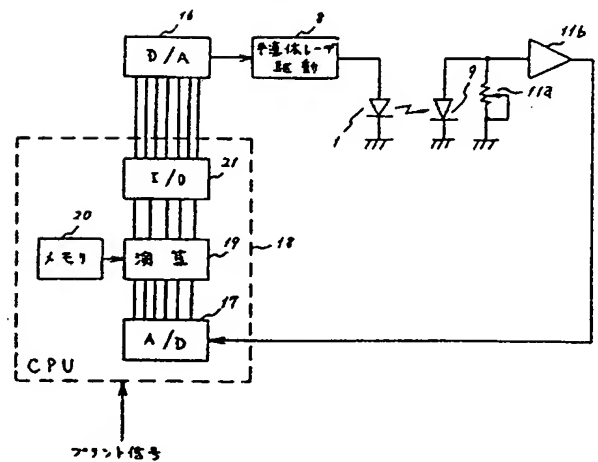 16
D/A
8
半導体レーザ
駆動
1
9
11a
11b
I/O
21
20
メモリ
演算
19
18
17
A/D
CPU
プリント信号